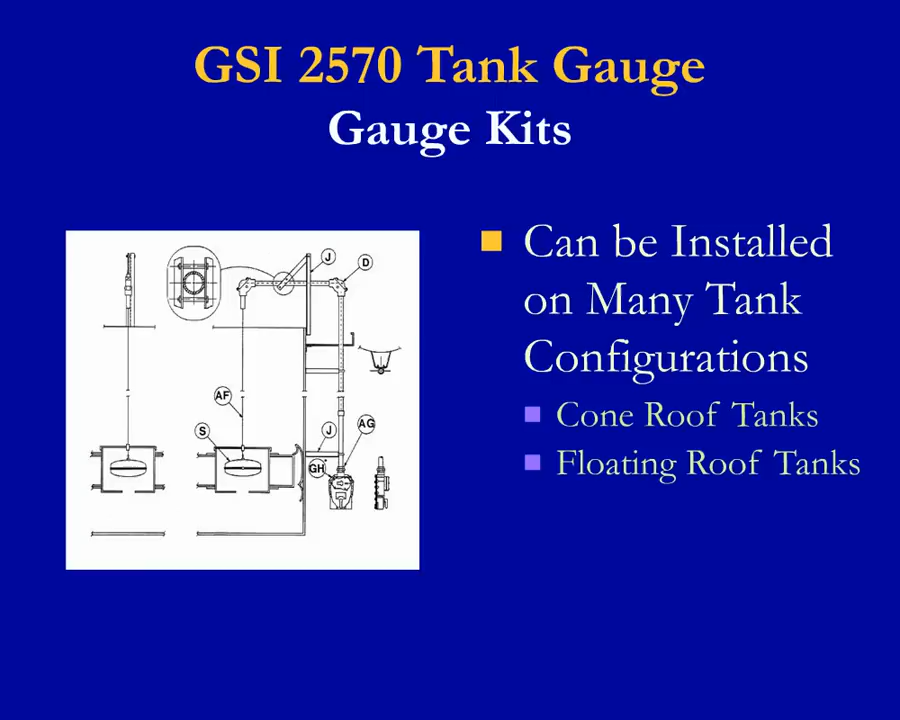 GSI 2570 Tank Gauge
Gauge Kits
Can be Installed
on Many Tank
Configurations
Cone Roof Tanks
Floating Roof Tanks
J
D
AF
S
J
AG
GH